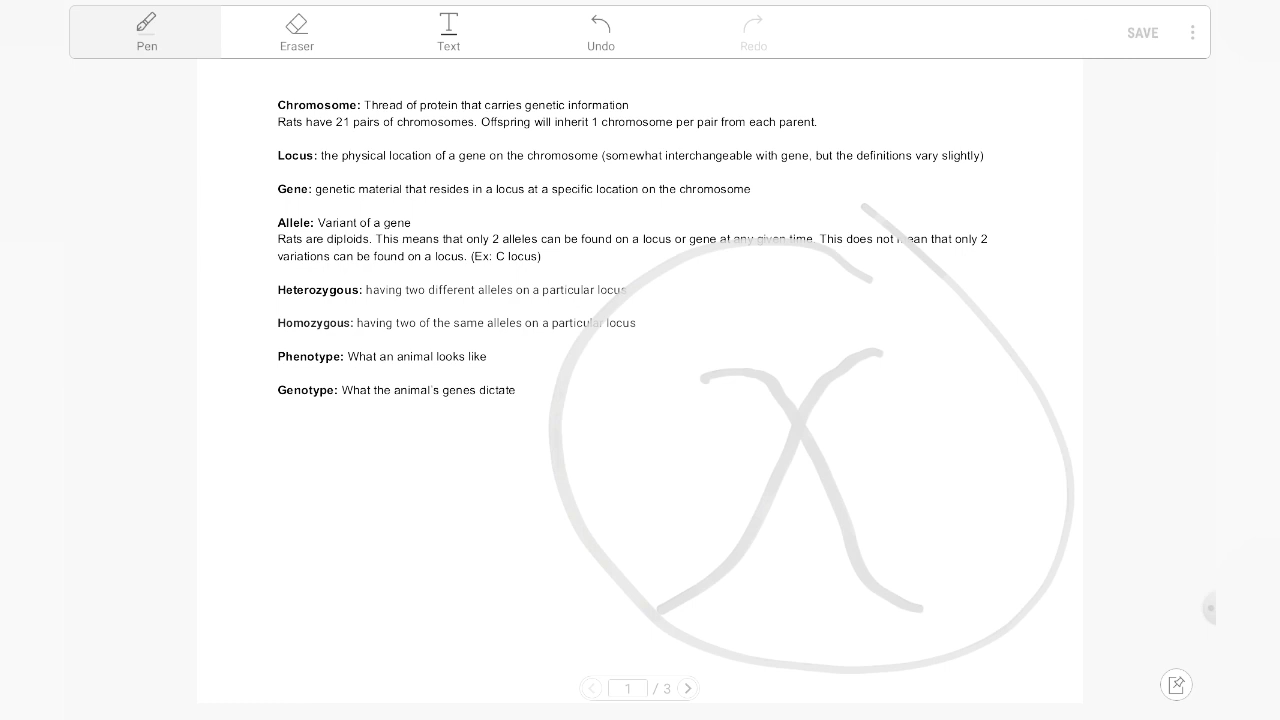 Pen
Eraser
Text
Undo
Redo
SAVE
Chromosome: Thread of protein that carries genetic information
Rats have 21 pairs of chromosomes. Offspring will inherit 1 chromosome per pair from each parent.
Locus: the physical location of a gene on the chromosome (somewhat interchangeable with gene, but the definitions vary slightly)
Gene: genetic material that resides in a locus at a specific location on the chromosome
Allele: Variant of a gene
Rats are diploids. This means that only 2 alleles can be found on a locus or gene at any given time. This does not mean that only 2
variations can be found on a locus. (Ex: C locus)
Heterozygous: having two different alleles on a particular locus
Homozygous: having two of the same alleles on a particular locus
Phenotype: What an animal looks like
Genotype: What the animal's genes dictate
1 / 3